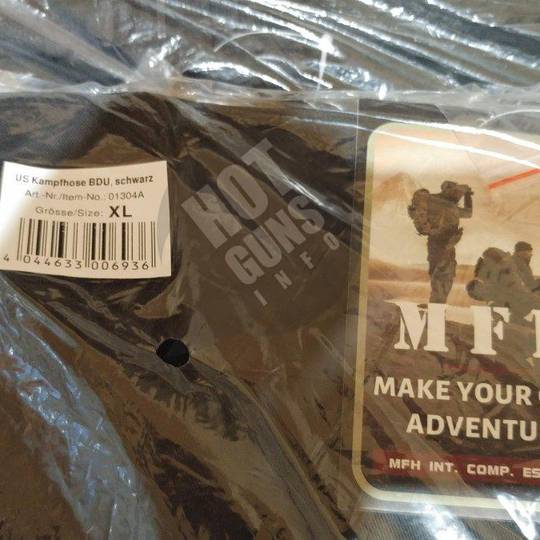 US Kampfhose BDU, schwarz
Art.-Nr./Item-No.: 01304A
Grösse/Size: XL
4 044633 006936
HOT
GUNS
INFO
MF
MAKE YOUR
ADVENTU
MFH INT. COMP. ES